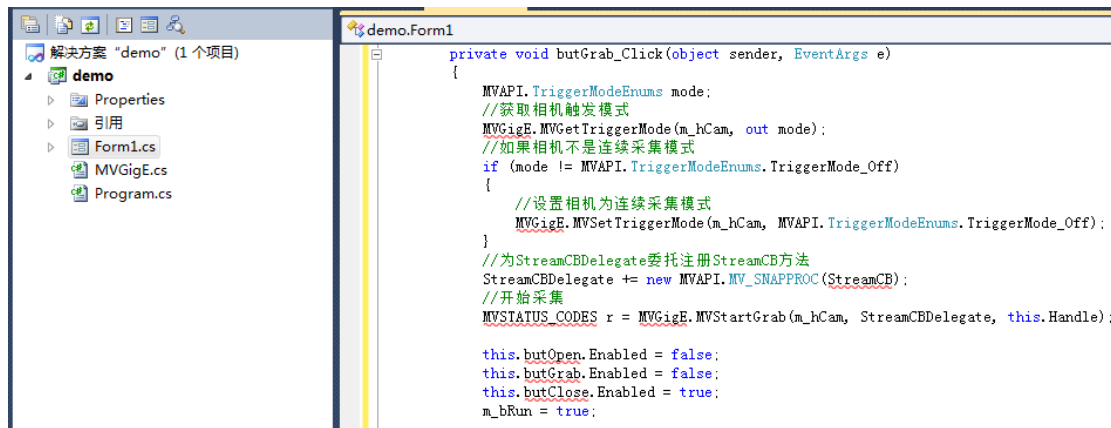 解决方案 "demo" (1 个项目)
demo
Properties
引用
Form1.cs
MVGigE.cs
Program.cs
demo.Form1
private void butGrab_Click(object sender, EventArgs e)
{
MVAPI.TriggerModeEnums mode;
//获取相机触发模式
MVGigE.MVGetTriggerMode(m_hCam, out mode);
//如果相机不是连续采集模式
if (mode != MVAPI.TriggerModeEnums.TriggerMode_Off)
{
//设置相机为连续采集模式
MVGigE.MVSetTriggerMode(m_hCam, MVAPI.TriggerModeEnums.TriggerMode_Off);
}
//为StreamCBDelegate委托注册StreamCB方法
StreamCBDelegate += new MVAPI.MV_SNAPPROC(StreamCB);
//开始采集
MVSTATUS_CODES r = MVGigE.MVStartGrab(m_hCam, StreamCBDelegate, this.Handle);
this.butOpen.Enabled = false;
this.butGrab.Enabled = false;
this.butClose.Enabled = true;
m_bRun = true;